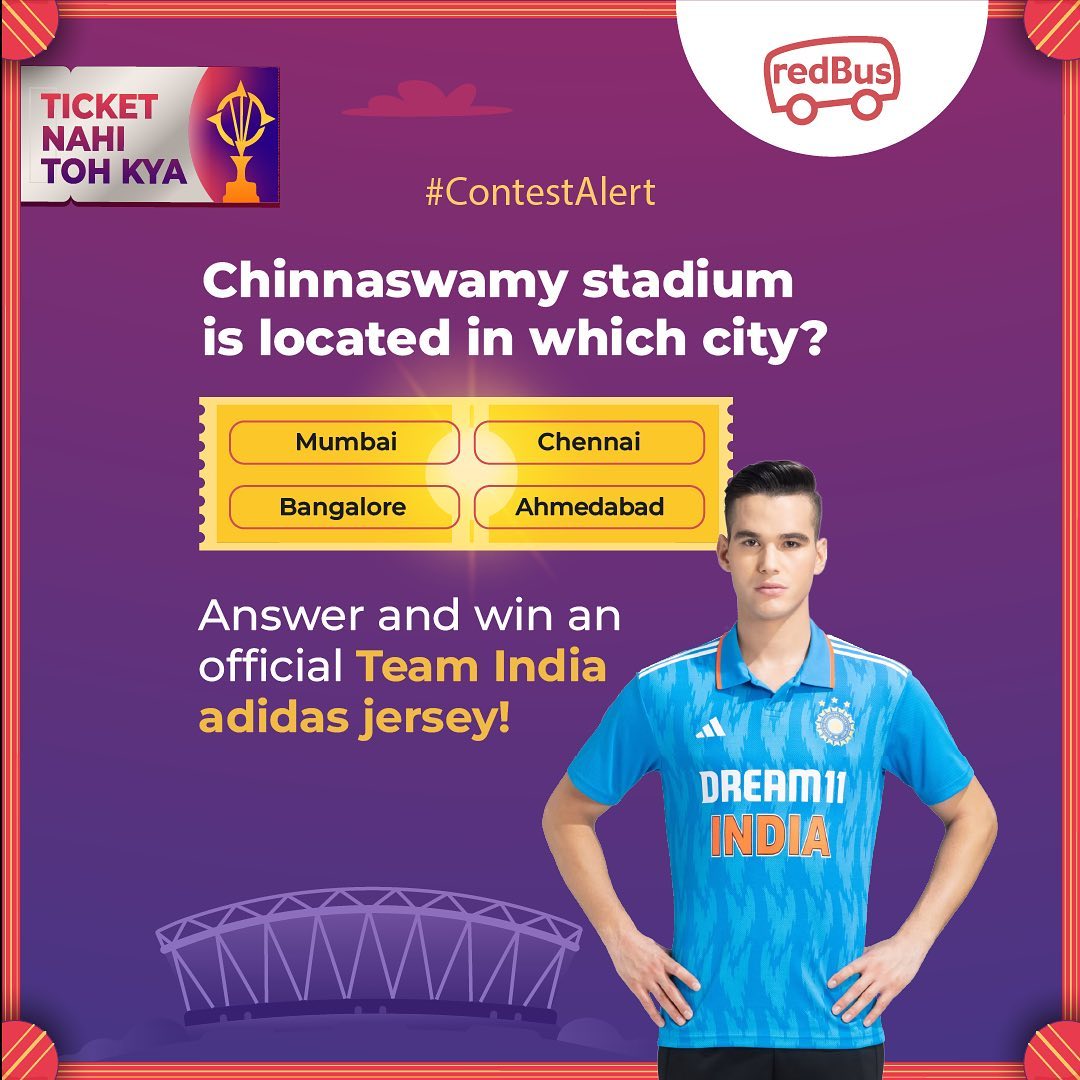 TICKET
NAHI
TOH KYA
redBus
#ContestAlert
Chinnaswamy stadium
is located in which city?
Mumbai
Chennai
Bangalore
Ahmedabad
Answer and win an
official Team India
adidas jersey!
DREAM11
INDIA